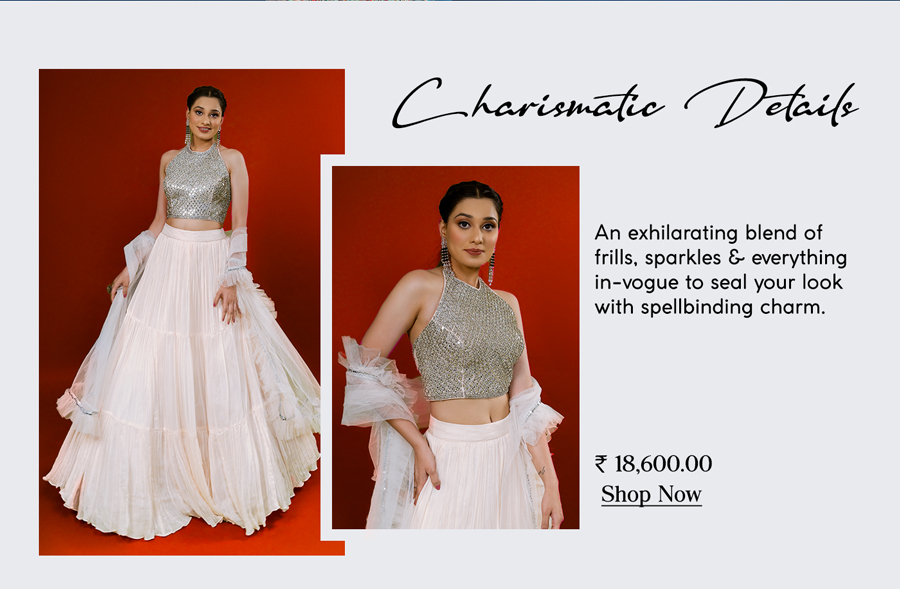 Charismatic Details
An exhilarating blend of
frills, sparkles & everything
in-vogue to seal your look
with spellbinding charm.
₹ 18,600.00
Shop Now